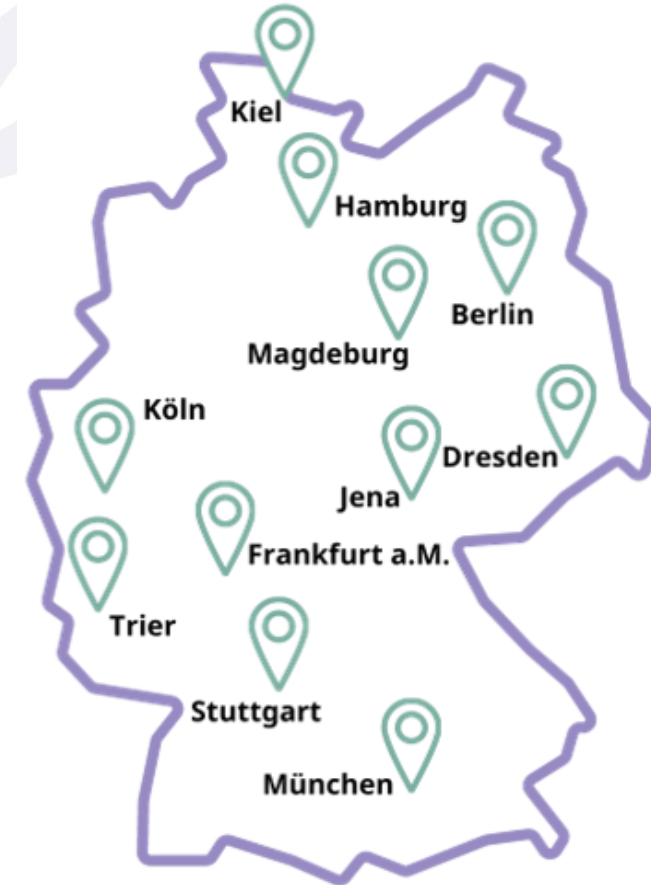 Kiel
Hamburg
Berlin
Magdeburg
Köln
Dresden
Jena
Frankfurt a.M.
Trier
Stuttgart
München